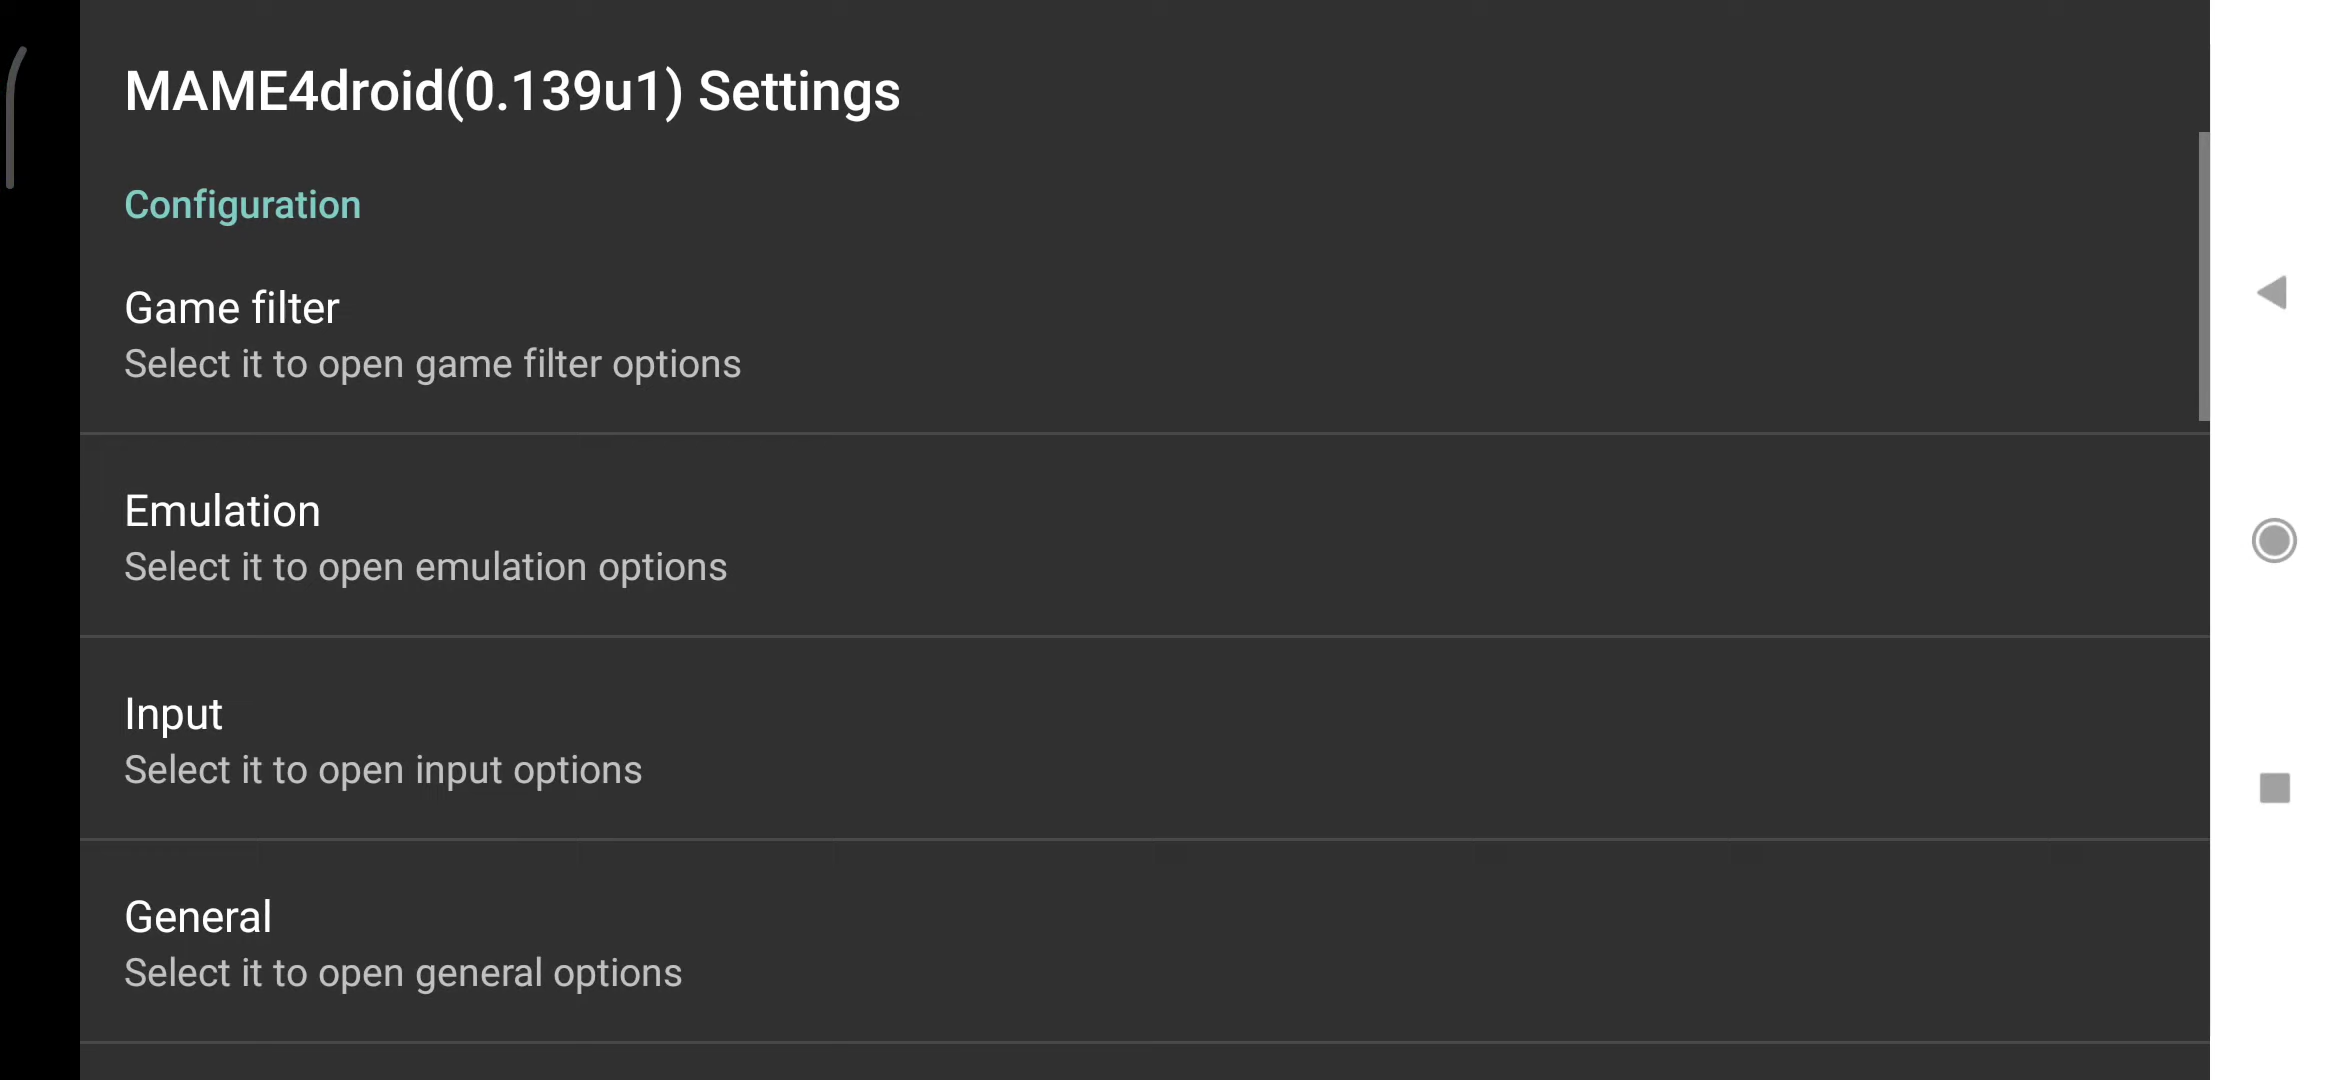 MAME4droid(0.139u1) Settings
Configuration
Game filter
Select it to open game filter options
Emulation
Select it to open emulation options
Input
Select it to open input options
General
Select it to open general options